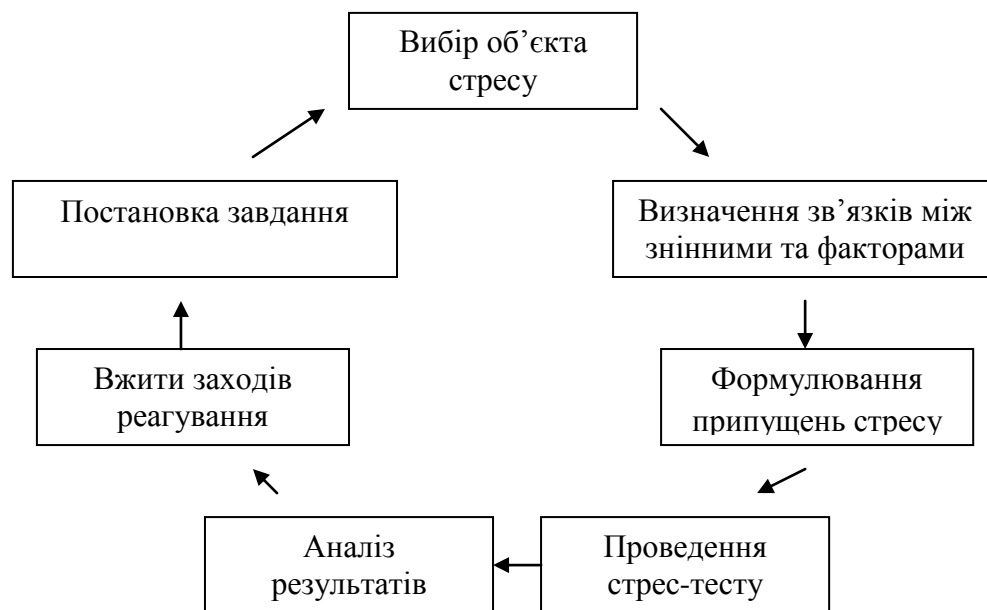 Вибір об’єкта
стресу
Постановка завдання
Визначення зв’язків між
знінними та факторами
Вжити заходів
реагування
Формулювання
припущень стресу
Аналіз
результатів
Проведення
стрес-тесту